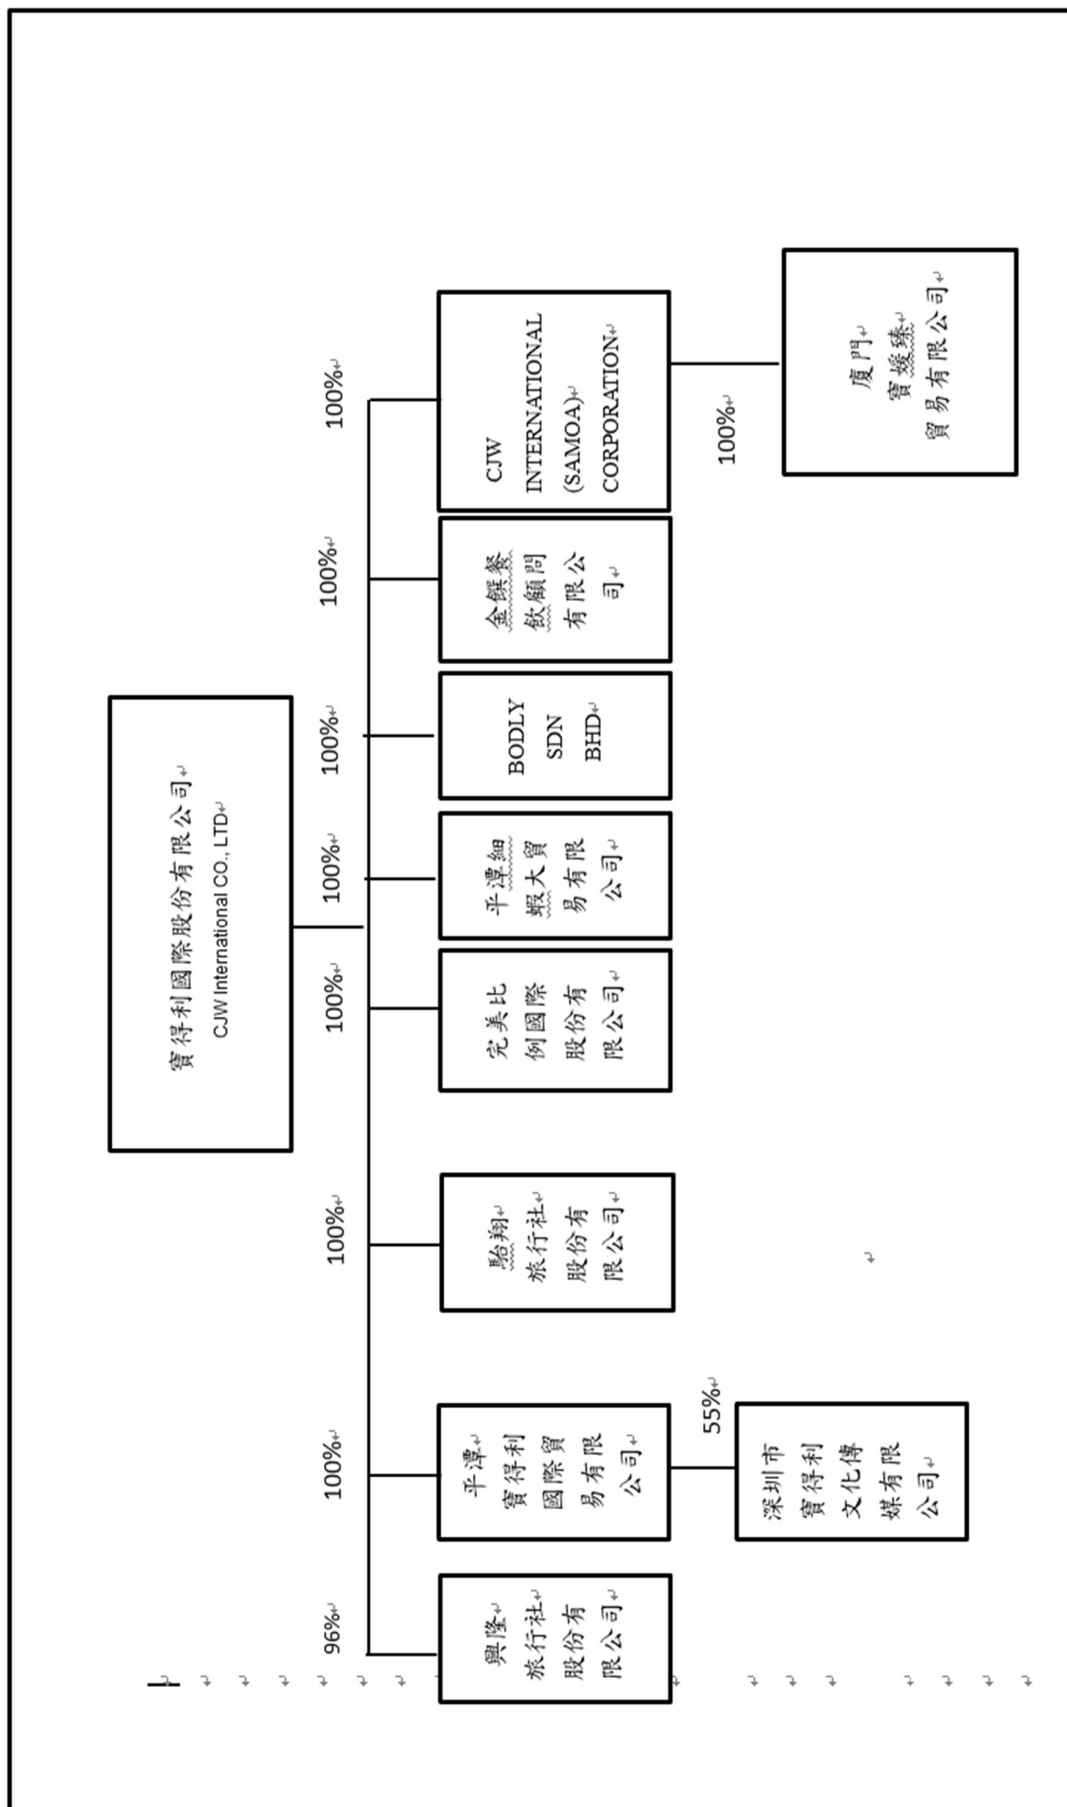 寶得利國際股份有限公司
CJW International CO., LTD
96%
100%
100%
100%
100%
100%
100%
100%
興隆
旅行社
股份有
限公司
平潭
寶得利
國際貿
易有限
公司
駘翔
旅行社
股份有
限公司
完美比
例國際
股份有
限公司
平潭細
蝦大貿
易有限
公司
BODLY
SDN
BHD
金饌餐
飲顧問
有限公
司
CJW
INTERNATIONAL
(SAMOA)
CORPORATION
55%
100%
深圳市
寶得利
文化傳
媒有限
公司
廈門
寶媛臻
貿易有限公司